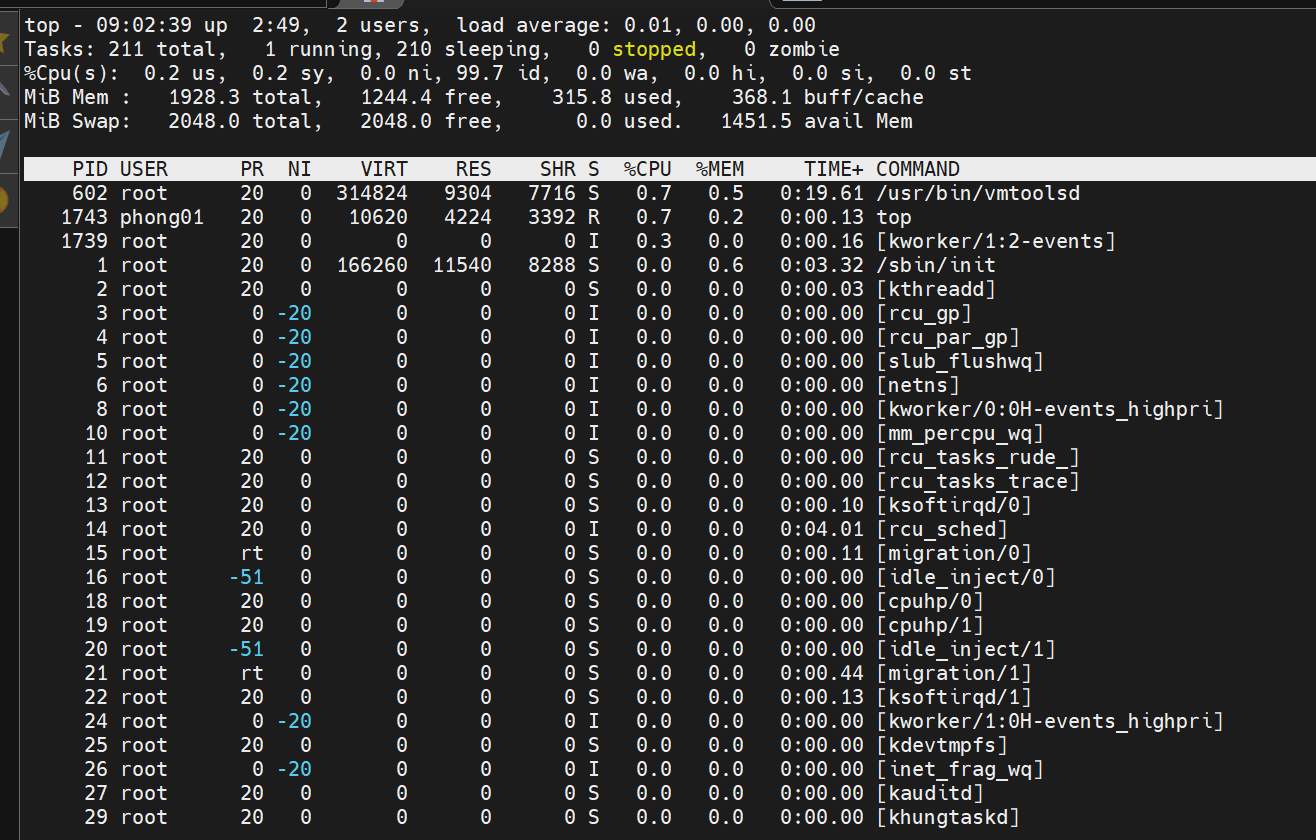 top - 09:02:39 up  2:49,  2 users,  load average: 0.01, 0.00, 0.00
Tasks: 211 total,   1 running, 210 sleeping,   0 stopped,   0 zombie
%Cpu(s):  0.2 us,  0.2 sy,  0.0 ni, 99.7 id,  0.0 wa,  0.0 hi,  0.0 si,  0.0 st
MiB Mem :   1928.3 total,   1244.4 free,    315.8 used,    368.1 buff/cache
MiB Swap:   2048.0 total,   2048.0 free,      0.0 used.   1451.5 avail Mem
PID USER      PR  NI    VIRT    RES    SHR S  %CPU  %MEM     TIME+ COMMAND
602 root      20   0  314824   9304   7716 S   0.7   0.5   0:19.61 /usr/bin/vmtoolsd
1743 phong01   20   0   10620   4224   3392 R   0.7   0.2   0:00.13 top
1739 root      20   0       0      0      0 I   0.3   0.0   0:00.16 [kworker/1:2-events]
1 root      20   0  166260  11540   8288 S   0.0   0.6   0:03.32 /sbin/init
2 root      20   0       0      0      0 S   0.0   0.0   0:00.03 [kthreadd]
3 root       0 -20       0      0      0 I   0.0   0.0   0:00.00 [rcu_gp]
4 root       0 -20       0      0      0 I   0.0   0.0   0:00.00 [rcu_par_gp]
5 root       0 -20       0      0      0 I   0.0   0.0   0:00.00 [slub_flushwq]
6 root       0 -20       0      0      0 I   0.0   0.0   0:00.00 [netns]
8 root       0 -20       0      0      0 I   0.0   0.0   0:00.00 [kworker/0:0H-events_highpri]
10 root       0 -20       0      0      0 I   0.0   0.0   0:00.00 [mm_percpu_wq]
11 root      20   0       0      0      0 S   0.0   0.0   0:00.00 [rcu_tasks_rude_]
12 root      20   0       0      0      0 S   0.0   0.0   0:00.00 [rcu_tasks_trace]
13 root      20   0       0      0      0 S   0.0   0.0   0:00.10 [ksoftirqd/0]
14 root      20   0       0      0      0 I   0.0   0.0   0:04.01 [rcu_sched]
15 root      rt   0       0      0      0 S   0.0   0.0   0:00.11 [migration/0]
16 root     -51   0       0      0      0 S   0.0   0.0   0:00.00 [idle_inject/0]
18 root      20   0       0      0      0 S   0.0   0.0   0:00.00 [cpuhp/0]
19 root      20   0       0      0      0 S   0.0   0.0   0:00.00 [cpuhp/1]
20 root     -51   0       0      0      0 S   0.0   0.0   0:00.00 [idle_inject/1]
21 root      rt   0       0      0      0 S   0.0   0.0   0:00.44 [migration/1]
22 root      20   0       0      0      0 S   0.0   0.0   0:00.13 [ksoftirqd/1]
24 root       0 -20       0      0      0 I   0.0   0.0   0:00.00 [kworker/1:0H-events_highpri]
25 root      20   0       0      0      0 S   0.0   0.0   0:00.00 [kdevtmpfs]
26 root       0 -20       0      0      0 I   0.0   0.0   0:00.00 [inet_frag_wq]
27 root      20   0       0      0      0 S   0.0   0.0   0:00.00 [kauditd]
29 root      20   0       0      0      0 S   0.0   0.0   0:00.00 [khungtaskd]